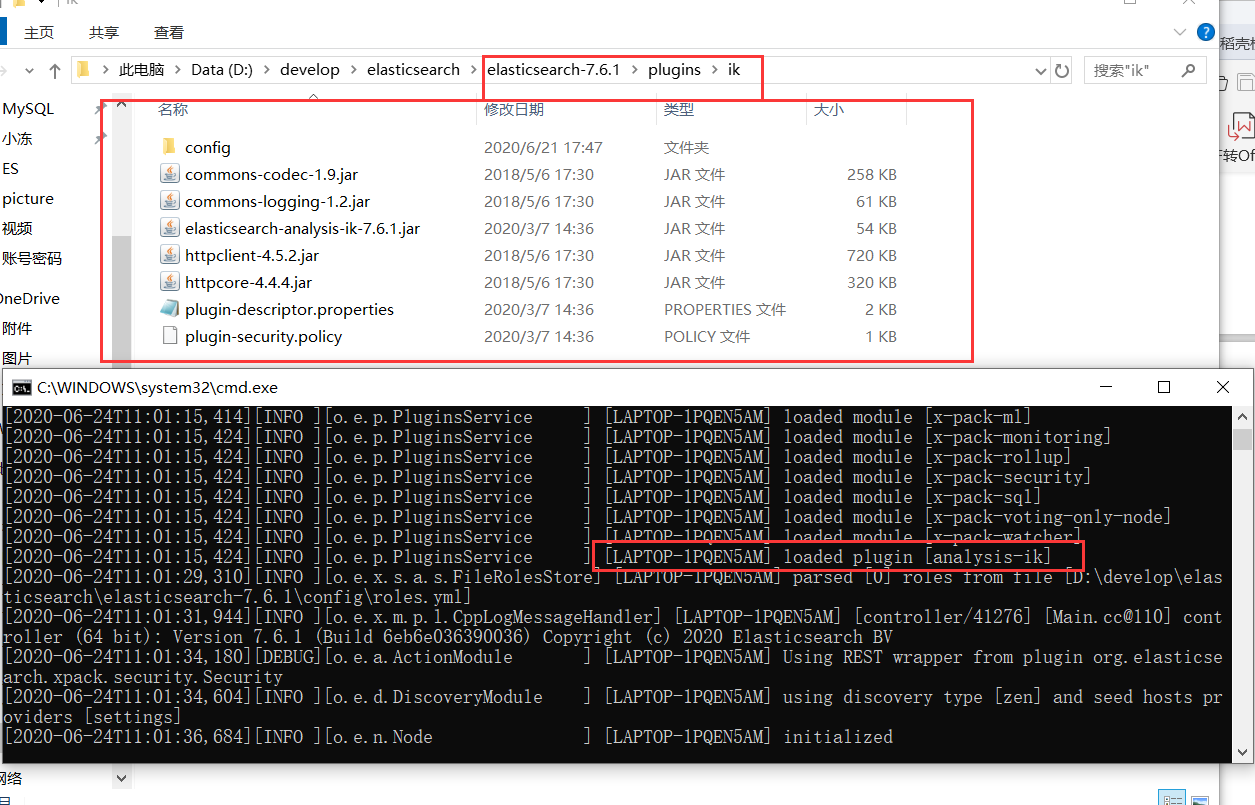 ik
主页 共享 查看
此电脑 Data (D:) develop elasticsearch elasticsearch-7.6.1 plugins ik 搜索"ik"
MySQL
小冻
ES
picture
视频
账号密码
OneDrive
附件
图片
名称 修改日期 类型 大小
config 2020/6/21 17:47 文件夹
commons-codec-1.9.jar 2018/5/6 17:30 JAR 文件 258 KB
commons-logging-1.2.jar 2018/5/6 17:30 JAR 文件 61 KB
elasticsearch-analysis-ik-7.6.1.jar 2020/3/7 14:36 JAR 文件 54 KB
httpclient-4.5.2.jar 2018/5/6 17:30 JAR 文件 720 KB
httpcore-4.4.4.jar 2018/5/6 17:30 JAR 文件 320 KB
plugin-descriptor.properties 2020/3/7 14:36 PROPERTIES 文件 2 KB
plugin-security.policy 2020/3/7 14:36 POLICY 文件 1 KB
转Of
C:\WINDOWS\system32\cmd.exe
[2020-06-24T11:01:15,414][INFO ][o.e.p.PluginsService     ] [LAPTOP-1PQEN5AM] loaded module [x-pack-ml]
[2020-06-24T11:01:15,424][INFO ][o.e.p.PluginsService     ] [LAPTOP-1PQEN5AM] loaded module [x-pack-monitoring]
[2020-06-24T11:01:15,424][INFO ][o.e.p.PluginsService     ] [LAPTOP-1PQEN5AM] loaded module [x-pack-rollup]
[2020-06-24T11:01:15,424][INFO ][o.e.p.PluginsService     ] [LAPTOP-1PQEN5AM] loaded module [x-pack-security]
[2020-06-24T11:01:15,424][INFO ][o.e.p.PluginsService     ] [LAPTOP-1PQEN5AM] loaded module [x-pack-sql]
[2020-06-24T11:01:15,424][INFO ][o.e.p.PluginsService     ] [LAPTOP-1PQEN5AM] loaded module [x-pack-voting-only-node]
[2020-06-24T11:01:15,424][INFO ][o.e.p.PluginsService     ] [LAPTOP-1PQEN5AM] loaded module [x-pack-watcher]
[2020-06-24T11:01:15,424][INFO ][o.e.p.PluginsService     ] [LAPTOP-1PQEN5AM] loaded plugin [analysis-ik]
[2020-06-24T11:01:29,310][INFO ][o.e.x.s.a.s.FileRolesStore] [LAPTOP-1PQEN5AM] parsed [0] roles from file [D:\develop\elas
ticsearch\elasticsearch-7.6.1\config\roles.yml]
[2020-06-24T11:01:31,944][INFO ][o.e.x.m.p.l.CppLogMessageHandler] [LAPTOP-1PQEN5AM] [controller/41276] [Main.cc@110] cont
roller (64 bit): Version 7.6.1 (Build 6eb6e036390036) Copyright (c) 2020 Elasticsearch BV
[2020-06-24T11:01:34,180][DEBUG][o.e.a.ActionModule       ] [LAPTOP-1PQEN5AM] Using REST wrapper from plugin org.elasticse
arch.xpack.security.Security
[2020-06-24T11:01:34,604][INFO ][o.e.d.DiscoveryModule    ] [LAPTOP-1PQEN5AM] using discovery type [zen] and seed hosts pr
oviders [settings]
[2020-06-24T11:01:36,684][INFO ][o.e.n.Node               ] [LAPTOP-1PQEN5AM] initialized
网络